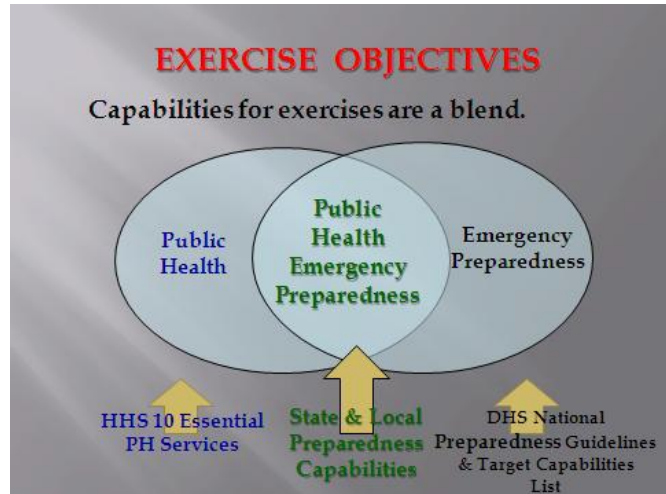 EXERCISE OBJECTIVES
Capabilities for exercises are a blend.
Public
Health
Public
Health
Emergency
Preparedness
Emergency
Preparedness
HHS 10 Essential
PH Services
State & Local
Preparedness
Capabilities
DHS National
Preparedness Guidelines
& Target Capabilities
List